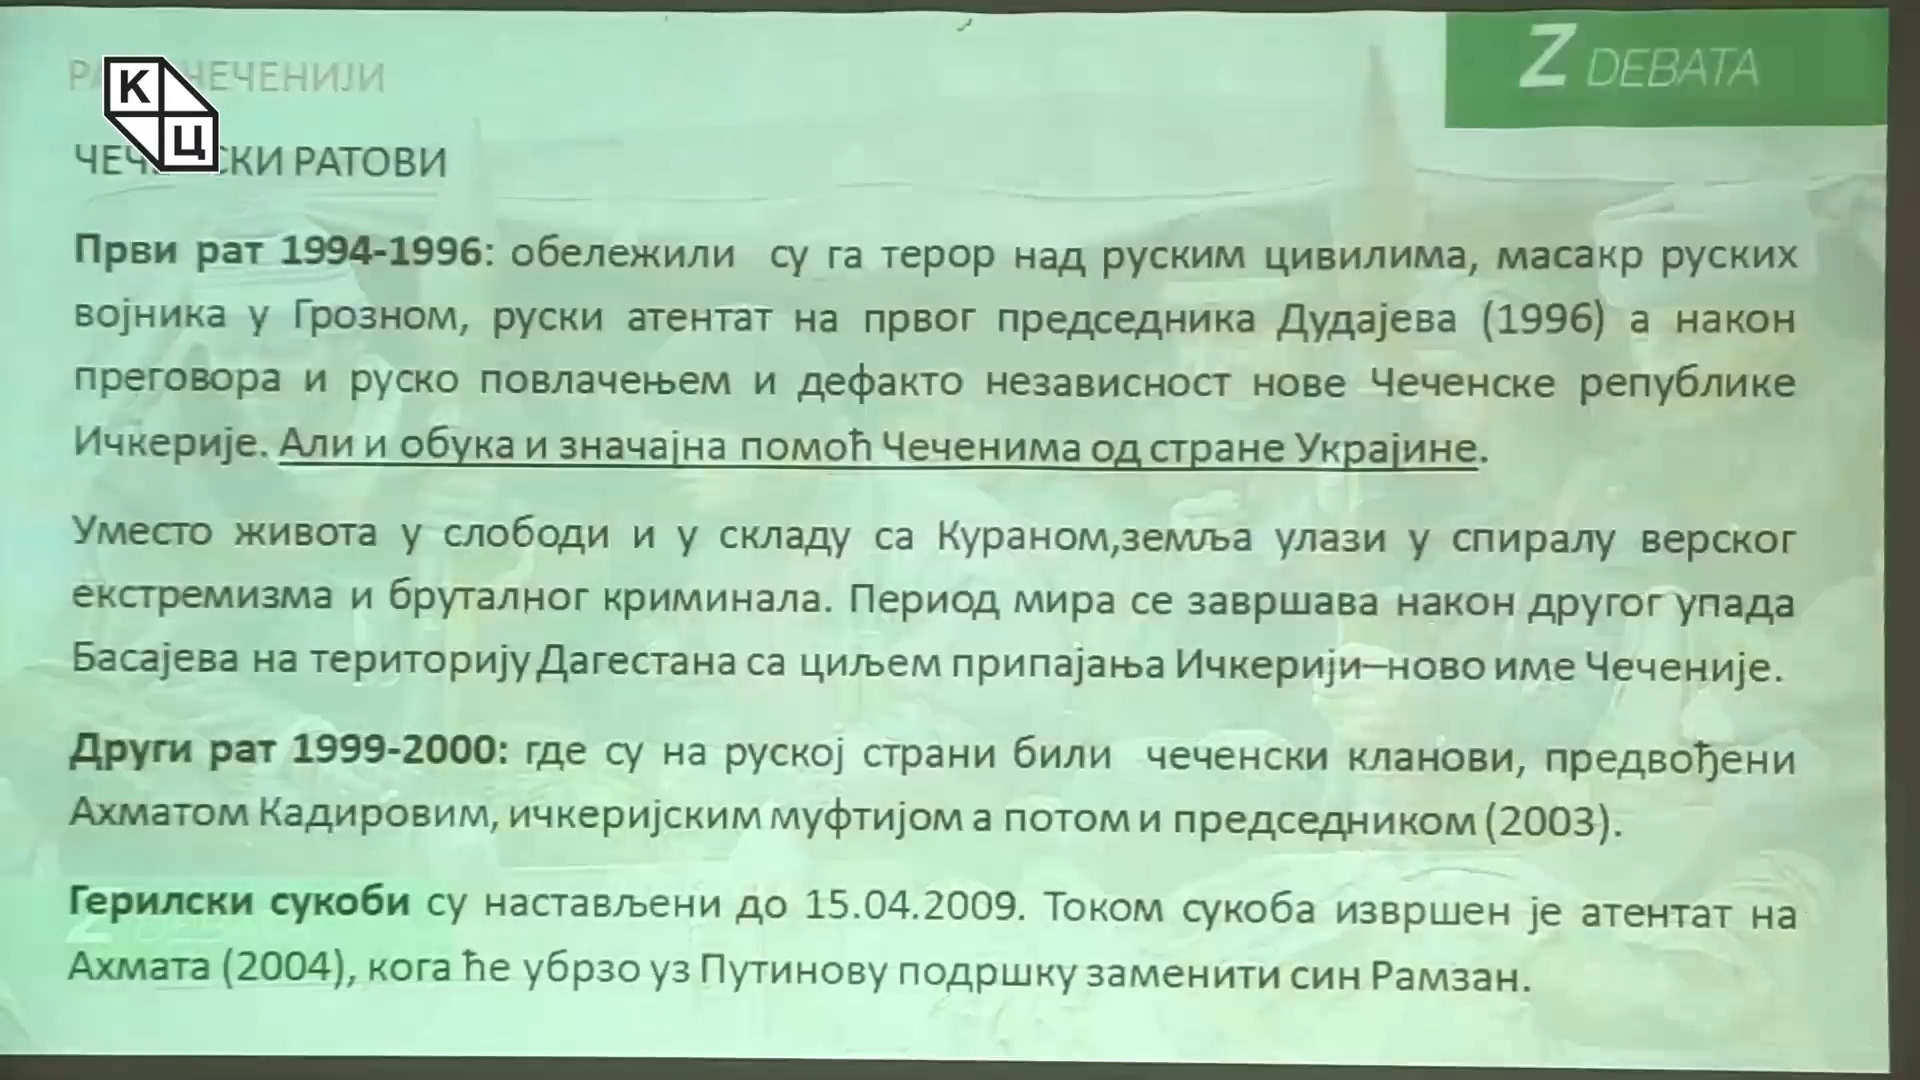 ЧЕЧЕНИЈИ
Z DEBATA
К
Ц
РАТОВИ
Први рат 1994-1996: обележили су га терор над руским цивилима, масакр руских
војника у Грозном, руски атентат на првог председника Дудајева (1996) а након
преговора и руско повлачењем и дефакто независност нове Чеченске републике
Ичкерије. Али и обука и значајна помоћ Чеченима од стране Украјине.
Уместо живота у слободи и у складу са Кураном,земља улази у спиралу верског
екстремизма и бруталног криминала. Период мира се завршава након другог упада
Басајева на територију Дагестана са циљем припајања Ичкерији–ново име Чеченије.
Други рат 1999-2000: где су на руској страни били чеченски кланови, предвођени
Ахматом Кадировим, ичкеријским муфтијом а потом и председником (2003).
Герилски сукоби су настављени до 15.04.2009. Током сукоба извршен је атентат на
Ахмата (2004), кога ће убрзо уз Путинову подршку заменити син Рамзан.